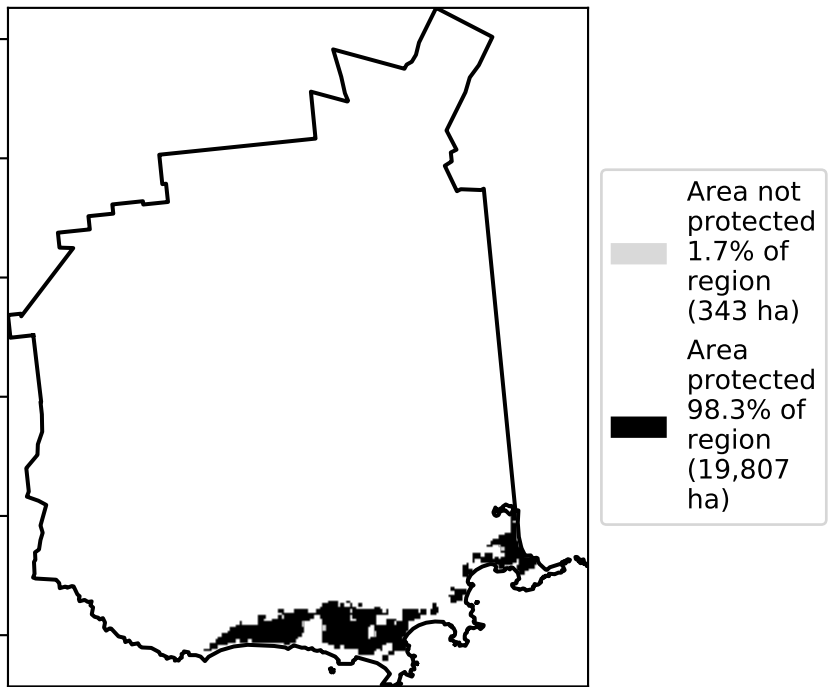 Area not
protected
1.7% of
region
(343 ha)
Area
protected
98.3% of
region
(19,807
ha)